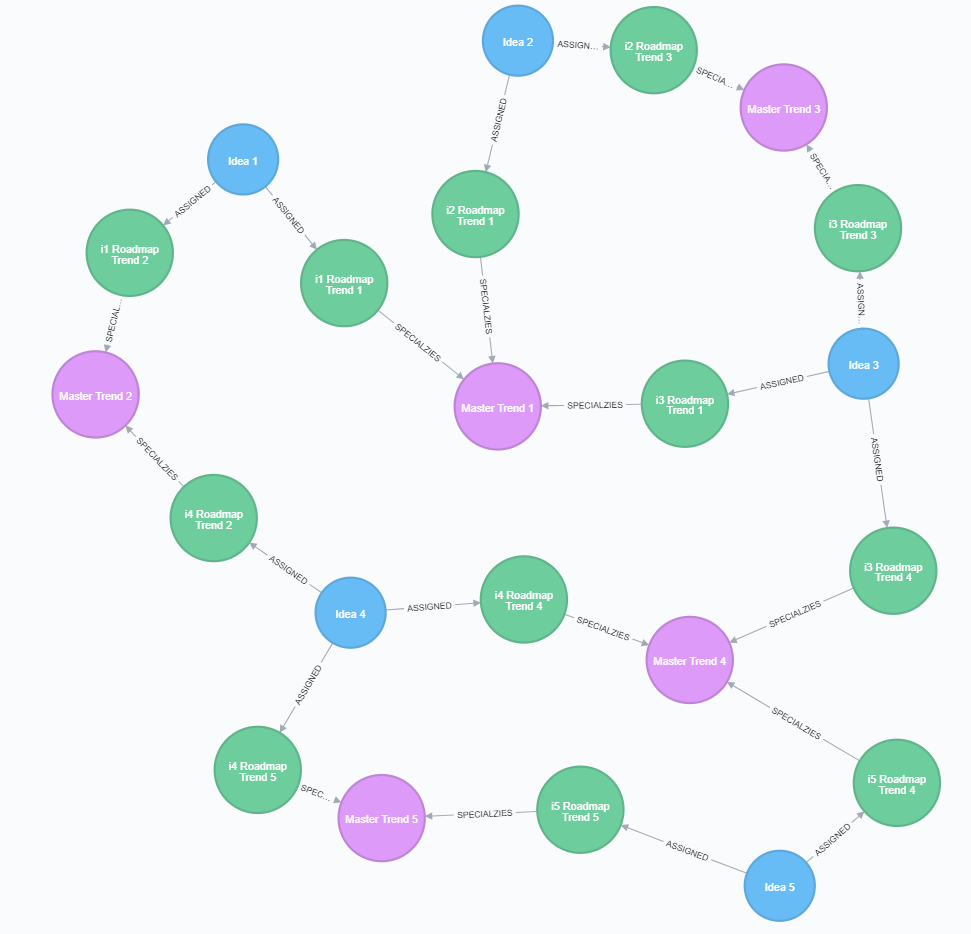 Idea 2
ASSIGN...
i2 Roadmap
Trend 3
SPECIA...
Master Trend 3
ASSIGNED
Idea 1
ASSIGNED
ASSIGNED
i2 Roadmap
Trend 1
SPECIA...
i3 Roadmap
Trend 3
i1 Roadmap
Trend 2
i1 Roadmap
Trend 1
SPECIALZIES
ASSIGN...
SPECIAL...
SPECIALZIES
Idea 3
ASSIGNED
Master Trend 2
Master Trend 1
SPECIALZIES
i3 Roadmap
Trend 1
SPECIALZIES
ASSIGNED
i4 Roadmap
Trend 2
ASSIGNED
i3 Roadmap
Trend 4
Idea 4
ASSIGNED
i4 Roadmap
Trend 4
SPECIALZIES
SPECIALZIES
Master Trend 4
ASSIGNED
SPECIALZIES
i4 Roadmap
Trend 5
SPEC...
Master Trend 5
SPECIALZIES
i5 Roadmap
Trend 5
i5 Roadmap
Trend 4
ASSIGNED
ASSIGNED
Idea 5